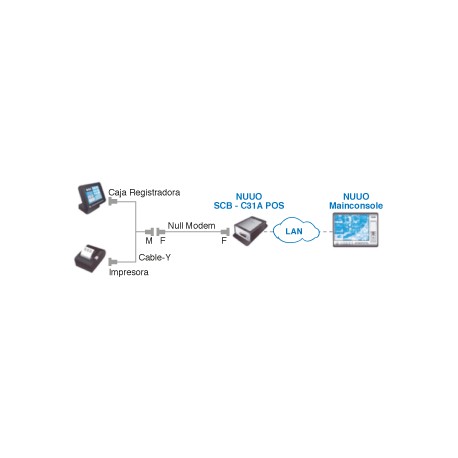 Caja Registradora
NUUO
SCB - C31A POS
NUUO
Mainconsole
Null Modem
LAN
M F
F
Cable-Y
Impresora